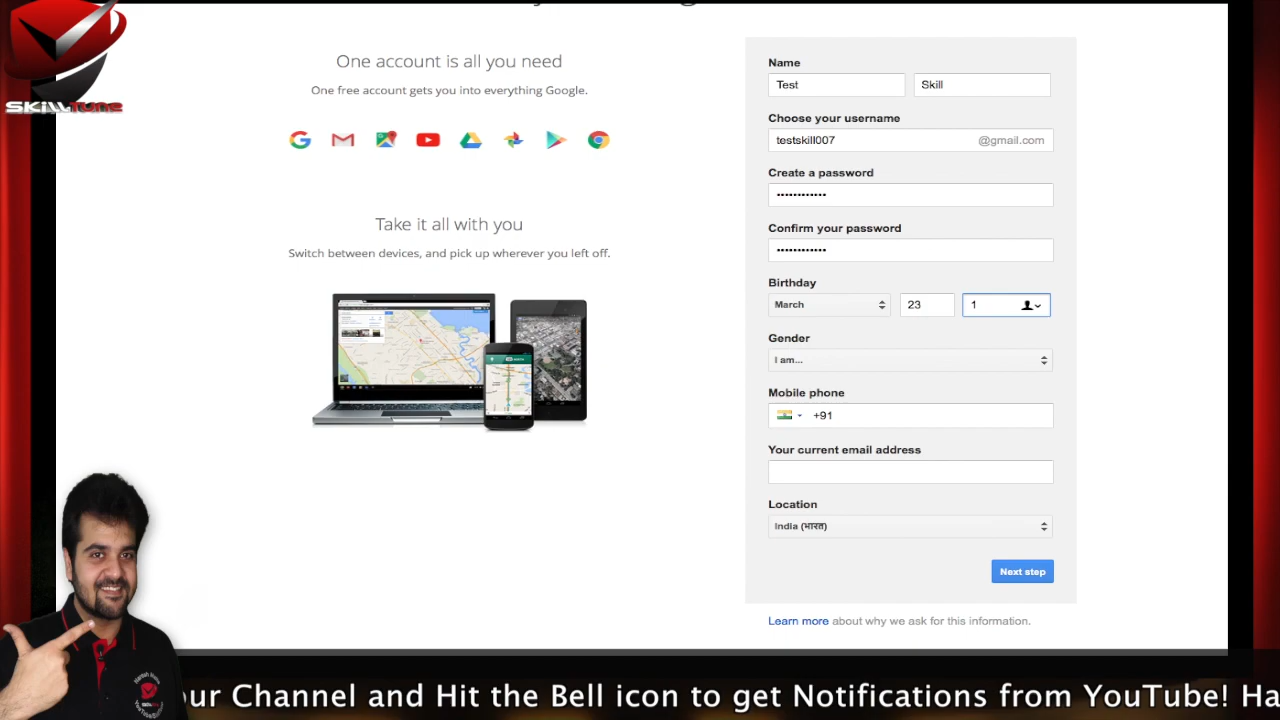 SKILLTUNE
One account is all you need
One free account gets you into everything Google.
Take it all with you
Switch between devices, and pick up wherever you left off.
Name
Test Skill
Choose your username
testskill007 @gmail.com
Create a password
••••••••••••
Confirm your password
••••••••••••
Birthday
March 23 1
Gender
I am...
Mobile phone
+91
Your current email address
Location
India (भारत)
Next step
Learn more about why we ask for this information.
our Channel and Hit the Bell icon to get Notifications from YouTube! Ha